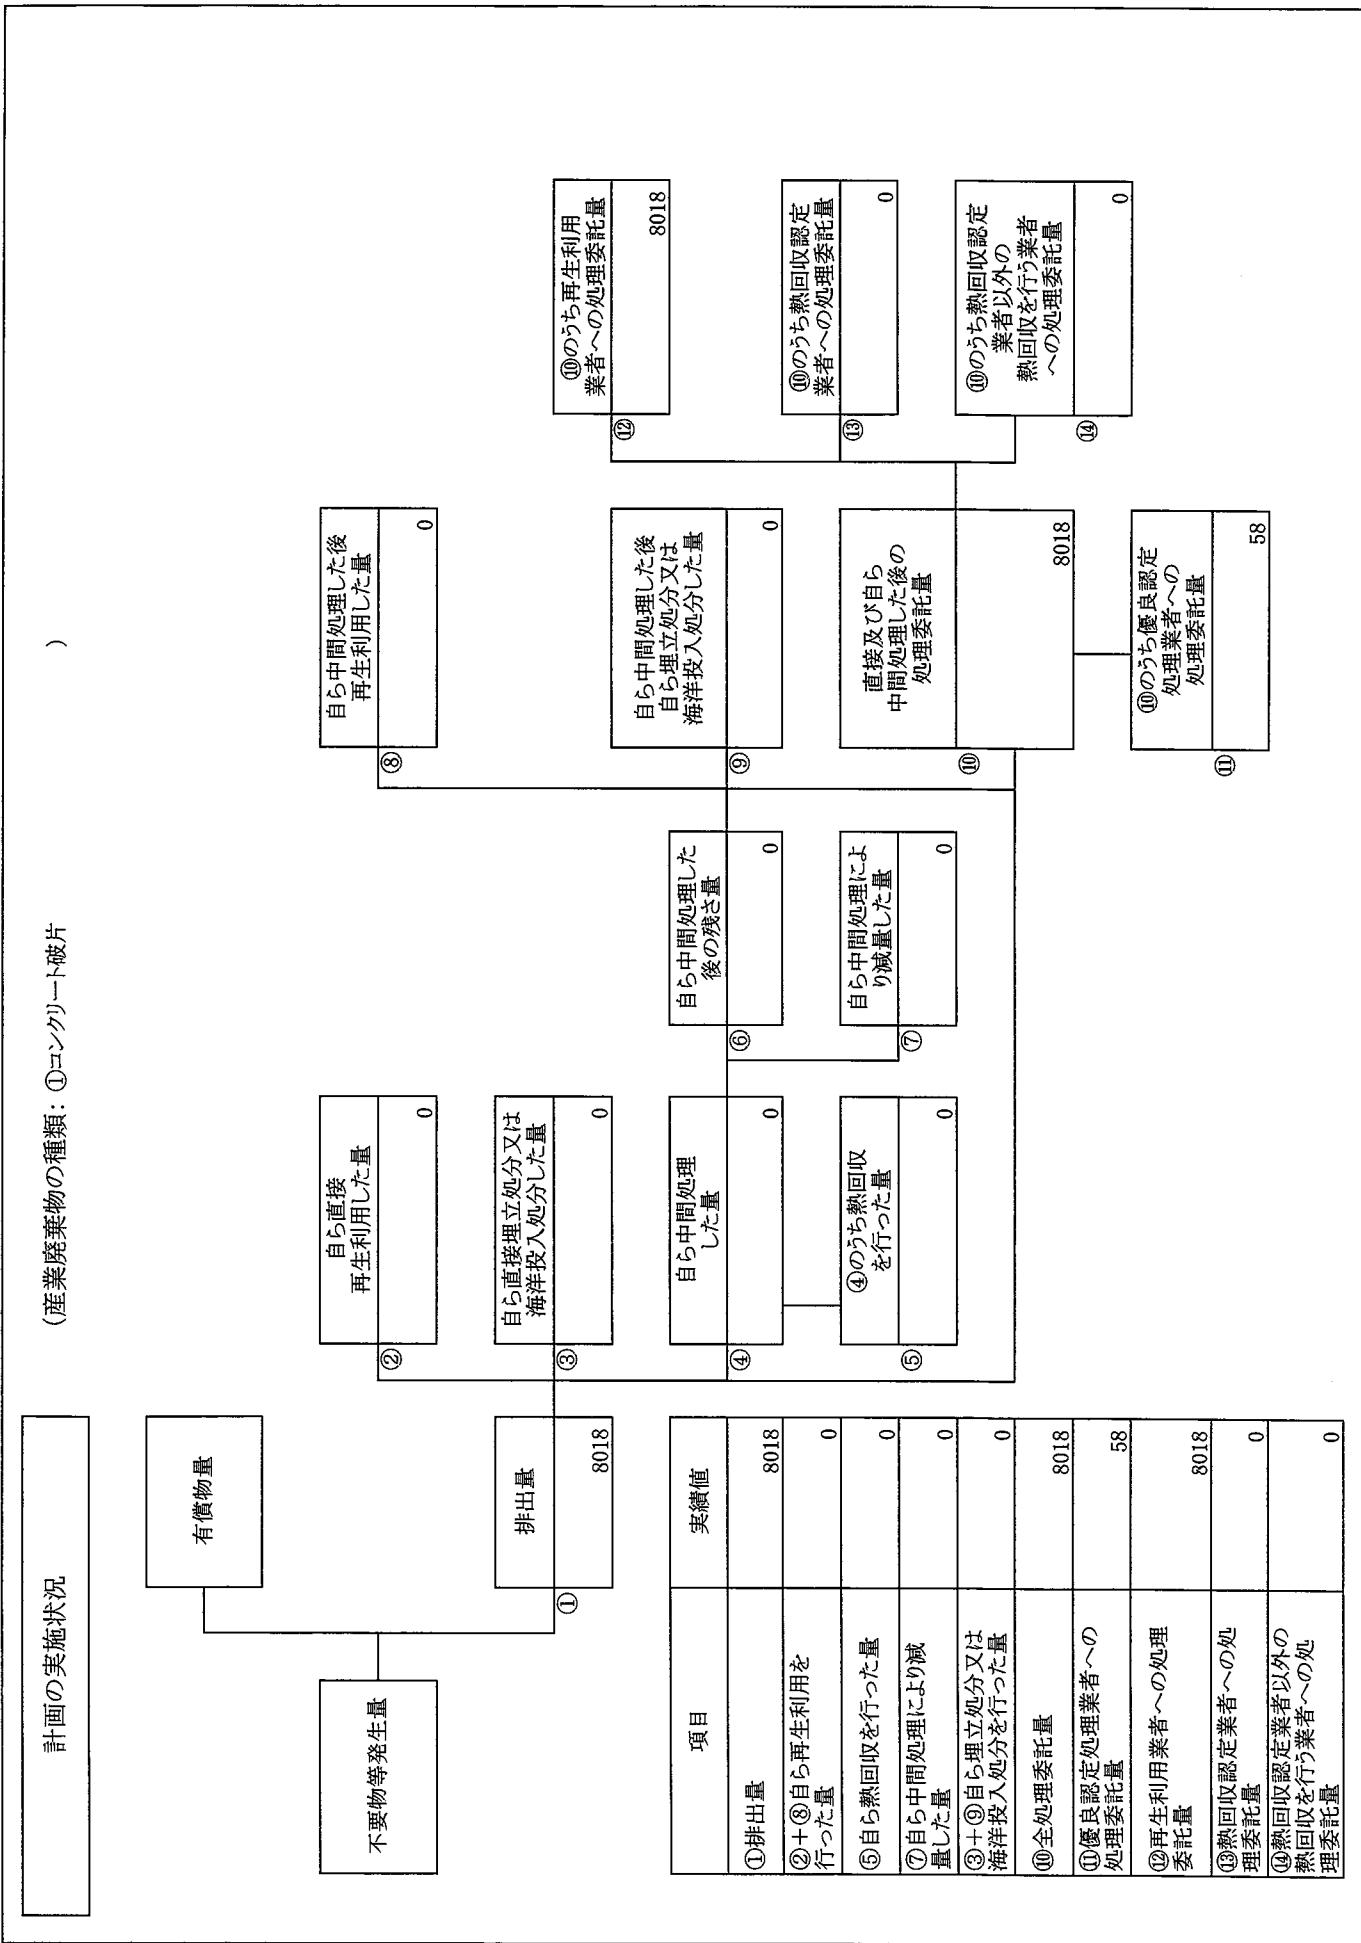 計画の実施状況
(産業廃棄物の種類：①コンクリート破片
)
不要物等発生量
有償物量
①
排出量
8018
②
自ら直接
再生利用した量
0
③
自ら直接埋立処分又は
海洋投入処分した量
0
④
自ら中間処理
した量
0
⑤
④のうち熱回収
を行った量
0
⑥
自ら中間処理した
後の残さ量
0
⑦
自ら中間処理によ
り減量した量
0
⑧
自ら中間処理した後
再生利用した量
0
⑨
自ら中間処理した後
自ら埋立処分又は
海洋投入処分した量
0
⑩
直接及び自ら
中間処理した後の
処理委託量
8018
⑪
⑩のうち優良認定
処理業者への
処理委託量
58
⑫
⑩のうち再生利用
業者への処理委託量
8018
⑬
⑩のうち熱回収認定
業者への処理委託量
0
⑭
⑩のうち熱回収認定
業者以外の
熱回収を行う業者
への処理委託量
0
項目
実績値
①排出量
8018
②+⑧自ら再生利用を
行った量
0
⑤自ら熱回収を行った量
0
⑦自ら中間処理により減
量した量
0
③+⑨自ら埋立処分又は
海洋投入処分を行った量
0
⑩全処理委託量
8018
⑪優良認定処理業者への
処理委託量
58
⑫再生利用業者への処理
委託量
8018
⑬熱回収認定業者への処
理委託量
0
⑭熱回収認定業者以外の
熱回収を行う業者への処
理委託量
0